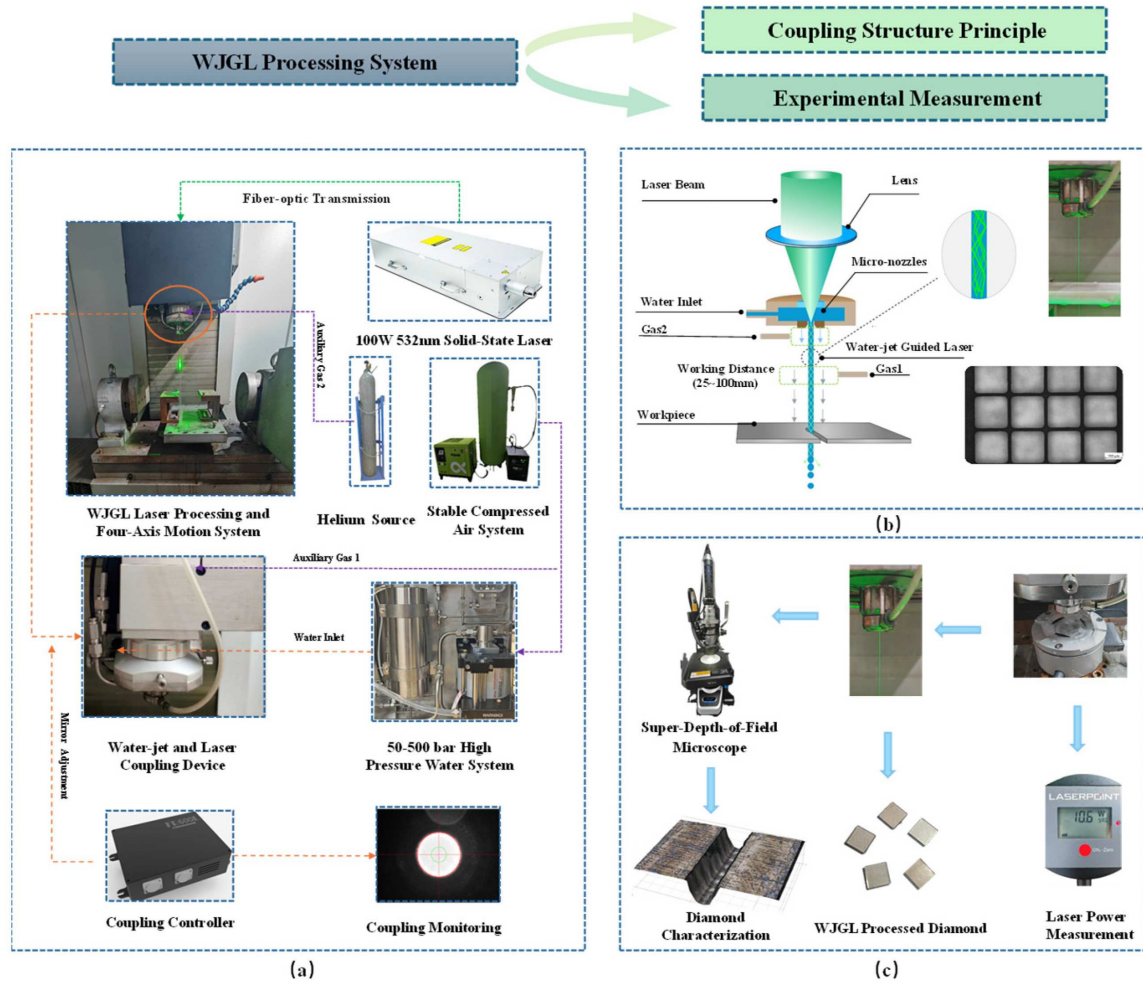 WJGL Processing System
Coupling Structure Principle
Experimental Measurement
Fiber-optic Transmission
100W 532nm Solid-State Laser
Auxiliary Gas 2
WJGL Laser Processing and
Four-Axis Motion System
Helium Source
Stable Compressed
Air System
Auxiliary Gas 1
Water Inlet
Mirror Adjustment
Water-jet and Laser
Coupling Device
50-500 bar High
Pressure Water System
Coupling Controller
Coupling Monitoring
(a)
Laser Beam
Lens
Micro-nozzles
Water Inlet
Gas2
Water-jet Guided Laser
Working Distance
(25~100mm)
Gas1
Workpiece
(b)
Super-Depth-of-Field
Microscope
LASERPOINT
10.6 W
Diamond
Characterization
WJGL Processed Diamond
Laser Power
Measurement
(c)